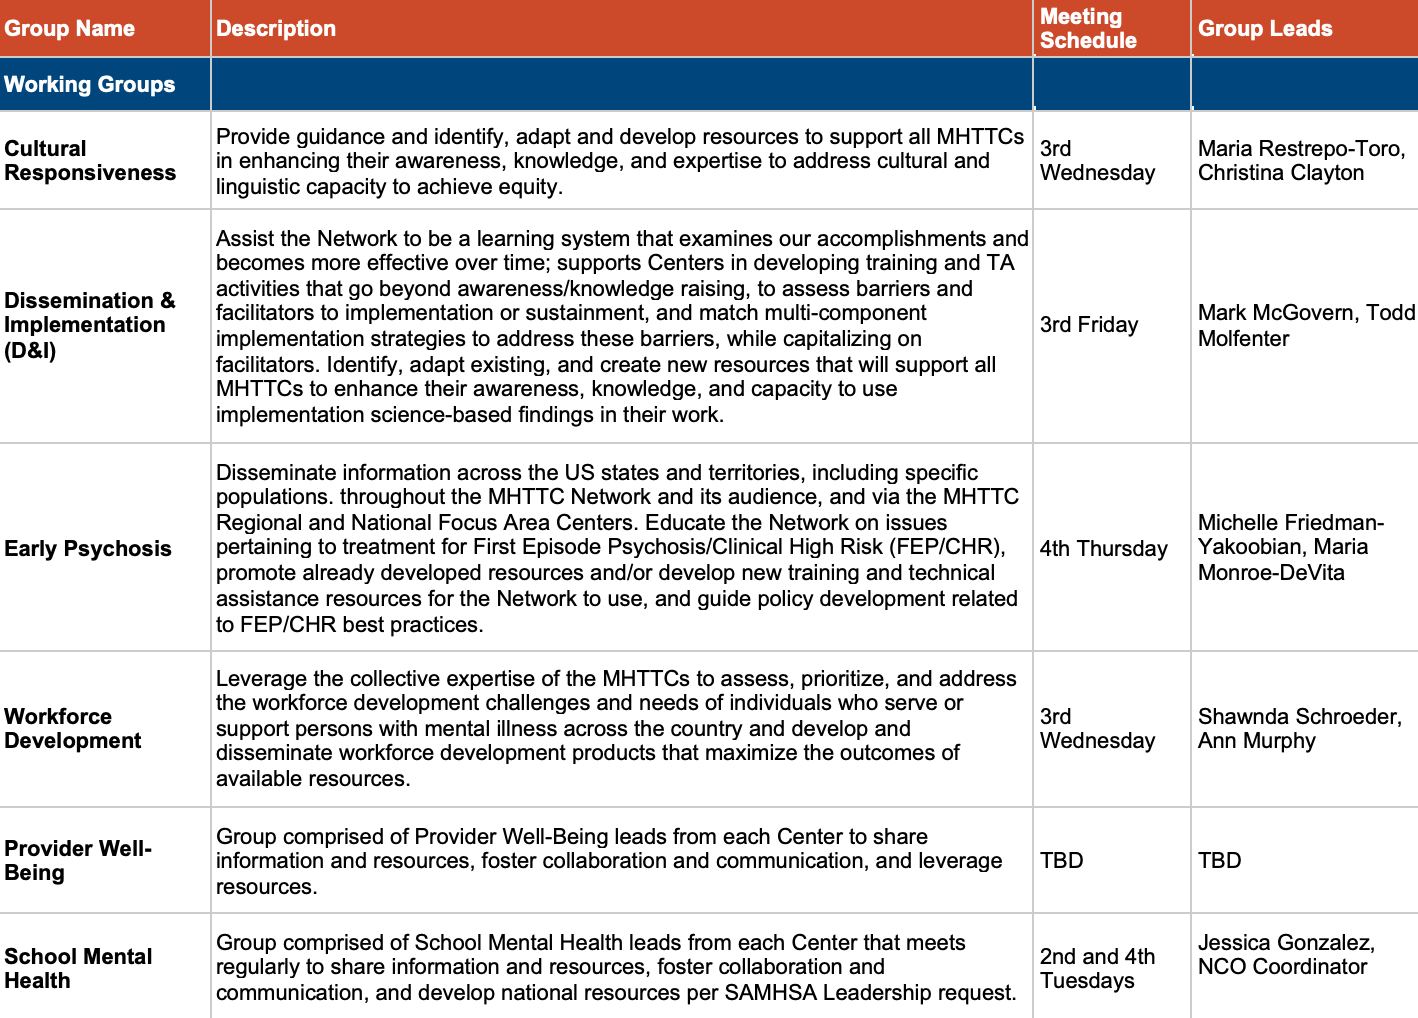 Group Name
Description
Meeting
Schedule
Group Leads
Working Groups
Cultural
Responsiveness
Provide guidance and identify, adapt and develop resources to support all MHTTCs
in enhancing their awareness, knowledge, and expertise to address cultural and
linguistic capacity to achieve equity.
3rd
Wednesday
Maria Restrepo-Toro,
Christina Clayton
Dissemination &
Implementation
(D&I)
Assist the Network to be a learning system that examines our accomplishments and
becomes more effective over time; supports Centers in developing training and TA
activities that go beyond awareness/knowledge raising, to assess barriers and
facilitators to implementation or sustainment, and match multi-component
implementation strategies to address these barriers, while capitalizing on
facilitators. Identify, adapt existing, and create new resources that will support all
MHTTCs to enhance their awareness, knowledge, and capacity to use
implementation science-based findings in their work.
3rd Friday
Mark McGovern, Todd
Molfenter
Early Psychosis
Disseminate information across the US states and territories, including specific
populations. throughout the MHTTC Network and its audience, and via the MHTTC
Regional and National Focus Area Centers. Educate the Network on issues
pertaining to treatment for First Episode Psychosis/Clinical High Risk (FEP/CHR),
promote already developed resources and/or develop new training and technical
assistance resources for the Network to use, and guide policy development related
to FEP/CHR best practices.
4th Thursday
Michelle Friedman-
Yakoobian, Maria
Monroe-DeVita
Workforce
Development
Leverage the collective expertise of the MHTTCs to assess, prioritize, and address
the workforce development challenges and needs of individuals who serve or
support persons with mental illness across the country and develop and
disseminate workforce development products that maximize the outcomes of
available resources.
3rd
Wednesday
Shawnda Schroeder,
Ann Murphy
Provider Well-
Being
Group comprised of Provider Well-Being leads from each Center to share
information and resources, foster collaboration and communication, and leverage
resources.
TBD
TBD
School Mental
Health
Group comprised of School Mental Health leads from each Center that meets
regularly to share information and resources, foster collaboration and
communication, and develop national resources per SAMHSA Leadership request.
2nd and 4th
Tuesdays
Jessica Gonzalez,
NCO Coordinator